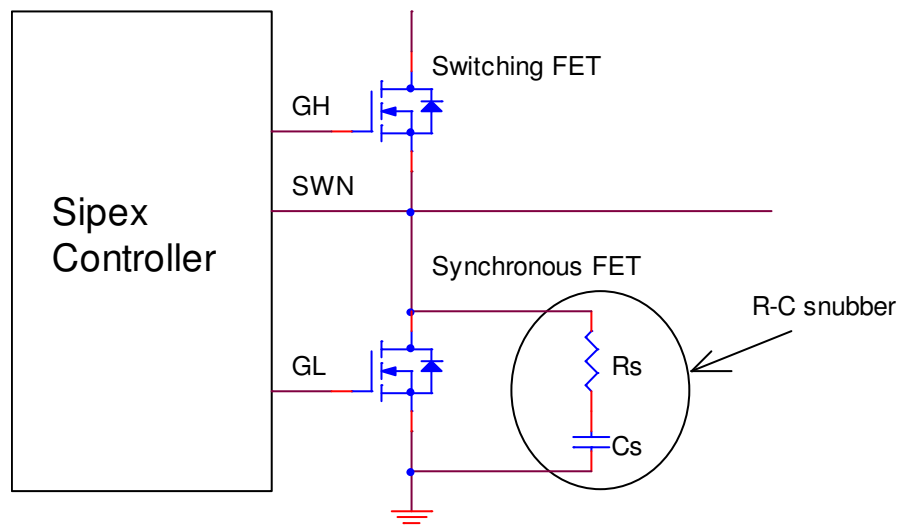 Switching FET
GH
SWN
Sipex
Controller
Synchronous FET
R-C snubber
GL
Rs
Cs